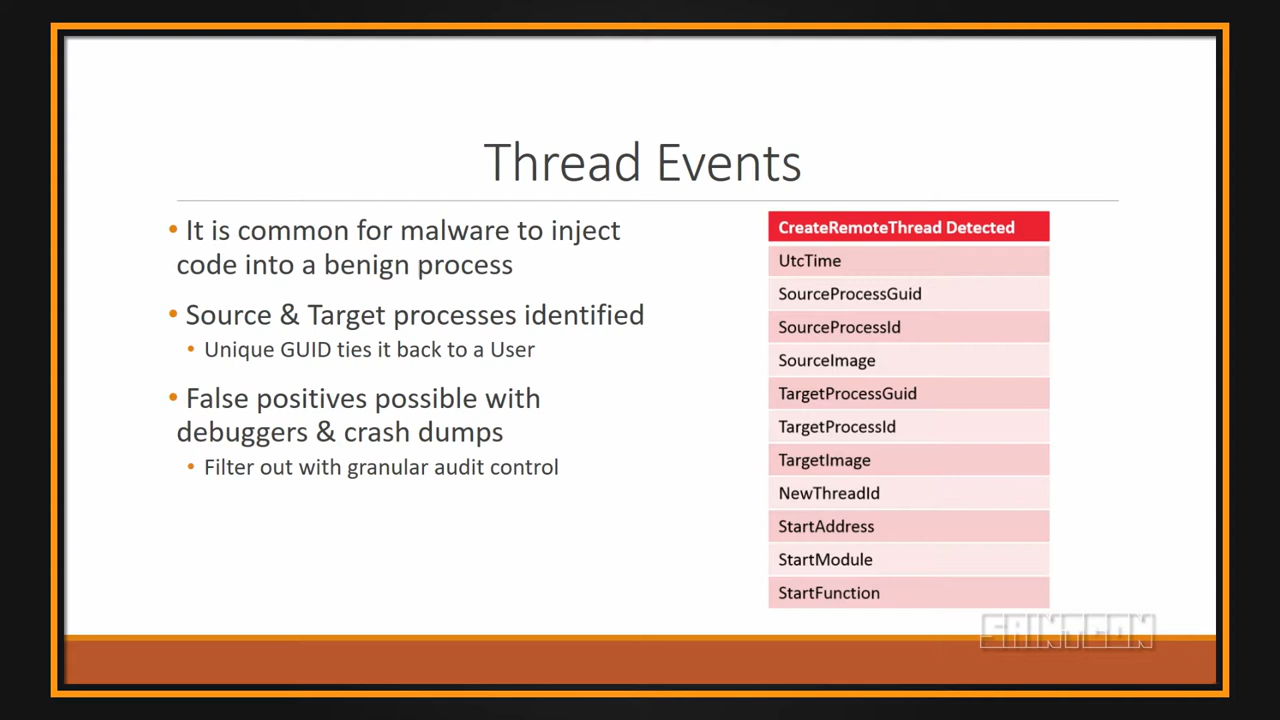 Thread Events
• It is common for malware to inject
code into a benign process
• Source & Target processes identified
• Unique GUID ties it back to a User
• False positives possible with
debuggers & crash dumps
• Filter out with granular audit control
CreateRemoteThread Detected
UtcTime
SourceProcessGuid
SourceProcessId
SourceImage
TargetProcessGuid
TargetProcessId
TargetImage
NewThreadId
StartAddress
StartModule
StartFunction
SAINTCON